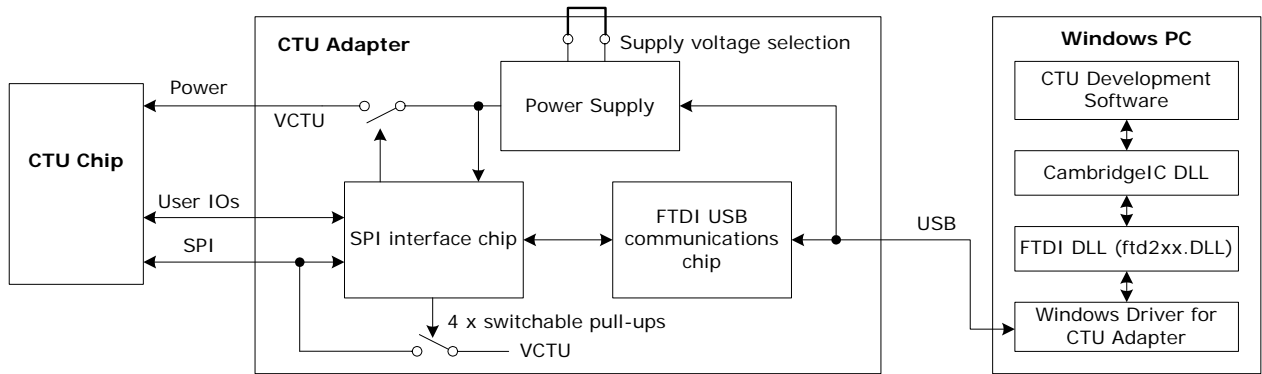 CTU Adapter
Supply voltage selection
Windows PC
CTU Development
Software
Power
VCTU
Power Supply
CTU Chip
CambridgeIC DLL
User IOs
SPI
SPI interface chip
FTDI USB
communications
chip
USB
FTDI DLL (ftd2xx.DLL)
4 x switchable pull-ups
VCTU
Windows Driver for
CTU Adapter